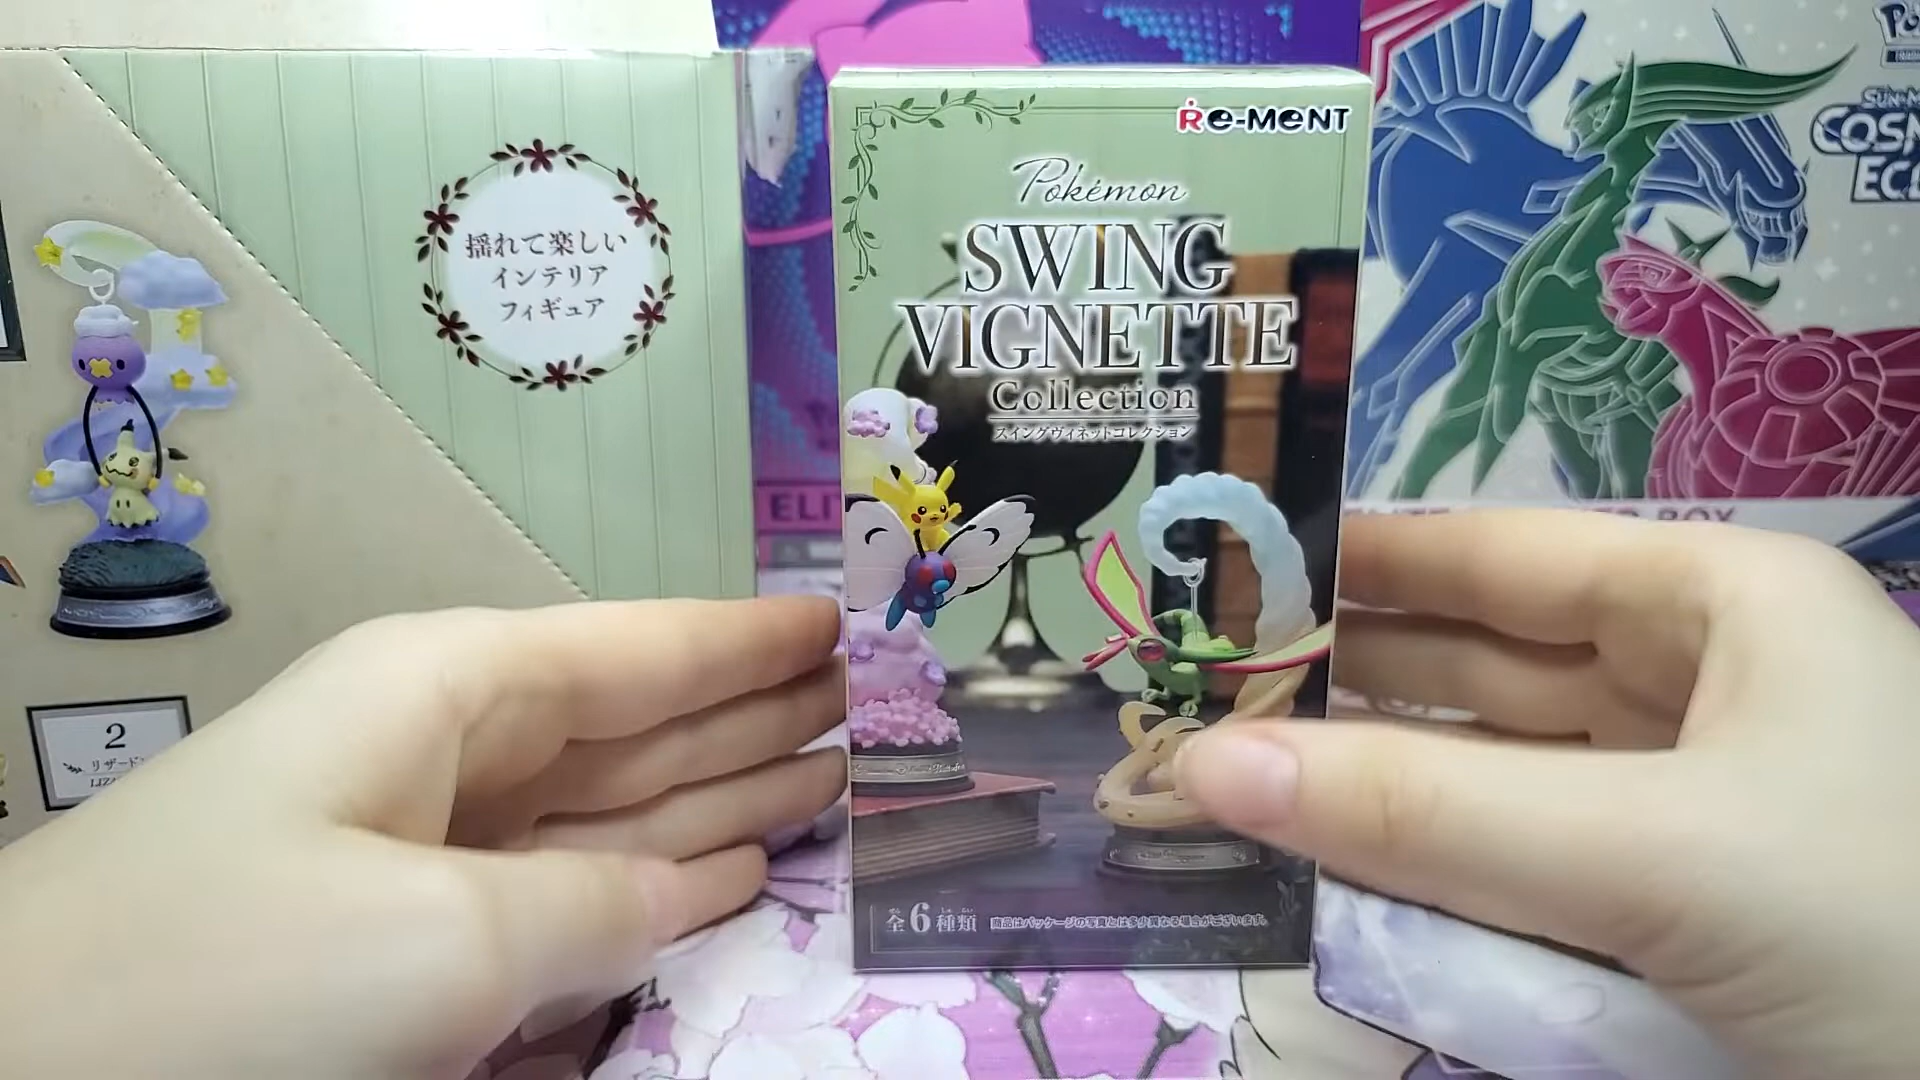 揺れて楽しい
インテリア
フィギュア
2
Re-MeNT
Pokémon
SWING
VIGNETTE
Collection
スイングヴィネットコレクション
全6種類
商品はパッケージの写真とは多少異なる場合がございます。
SUN & M
COSM
ECL
ELIT
BOX